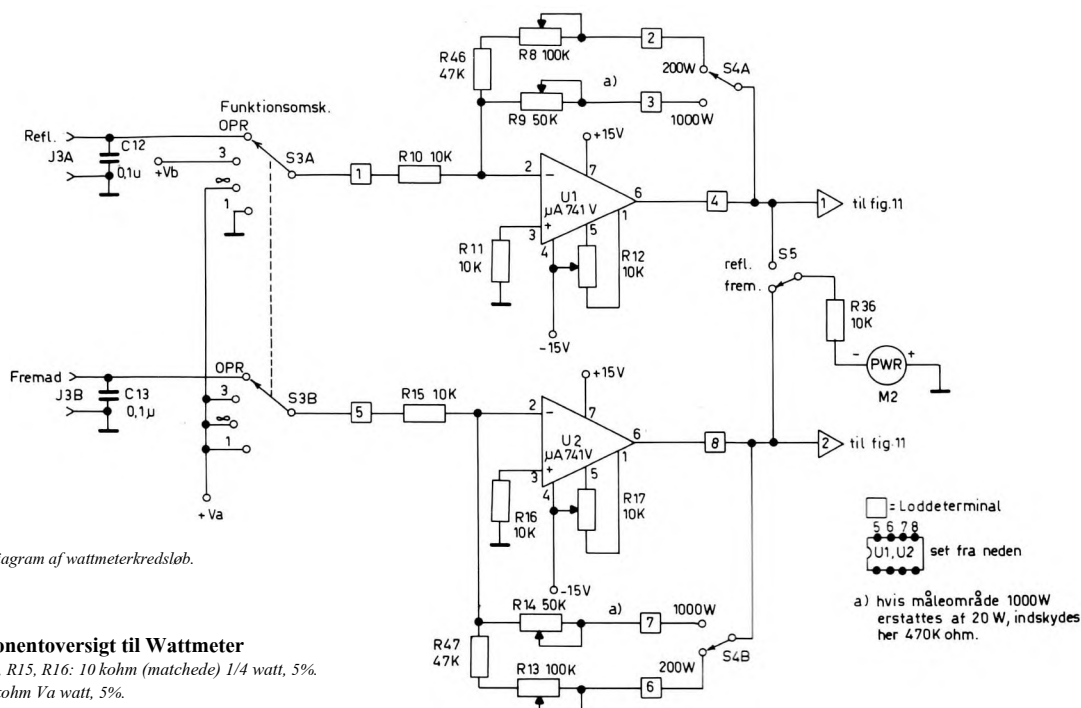 R46
47K
R8 100K
2
200W
S4A
a)
R9 50K
3
1000W
Funktionsomsk.
OPR
Refl.
J3A
C12
0,1u
3
+Vb
∞
1
S3A
1
R10 10K
+15V
7
2
−
U1
µA 741 V
6
1
5
+
3
4
4
1
til fig.11
R11
10K
R12
10K
-15V
S5
refl.
frem.
R36
10K
-
PWR
+
M2
Fremad
J3B
C13
0,1µ
OPR
3
∞
1
S3B
+Va
5
R15 10K
+15V
7
2
−
U2
µA741V
6
1
5
+
3
4
8
2
til fig.11
R16
10K
R17
10K
-15V
= Loddeterminal
5 6 7 8
U1,U2
set fra neden
a) hvis måleområde 1000W
erstattes af 20 W, indskydes
her 470K ohm.
R14 50K
a)
7
1000W
S4B
R47
47K
R13 100K
6
200W
iagram af wattmeterkredsløb.
onentoversigt til Wattmeter
, R15, R16: 10 kohm (matchede) 1/4 watt, 5%.
kohm Va watt, 5%.